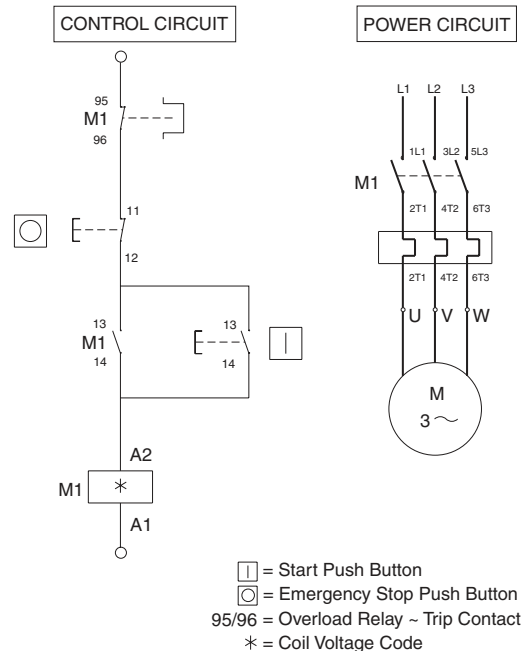 CONTROL CIRCUIT
95
M1
96
11
12
13
M1
14
13
14
A2
M1
A1
POWER CIRCUIT
L1 L2 L3
1L1 3L2 5L3
M1
2T1 4T2 6T3
2T1 4T2 6T3
U V W
M
3
= Start Push Button
= Emergency Stop Push Button
95/96 = Overload Relay ~ Trip Contact
* = Coil Voltage Code